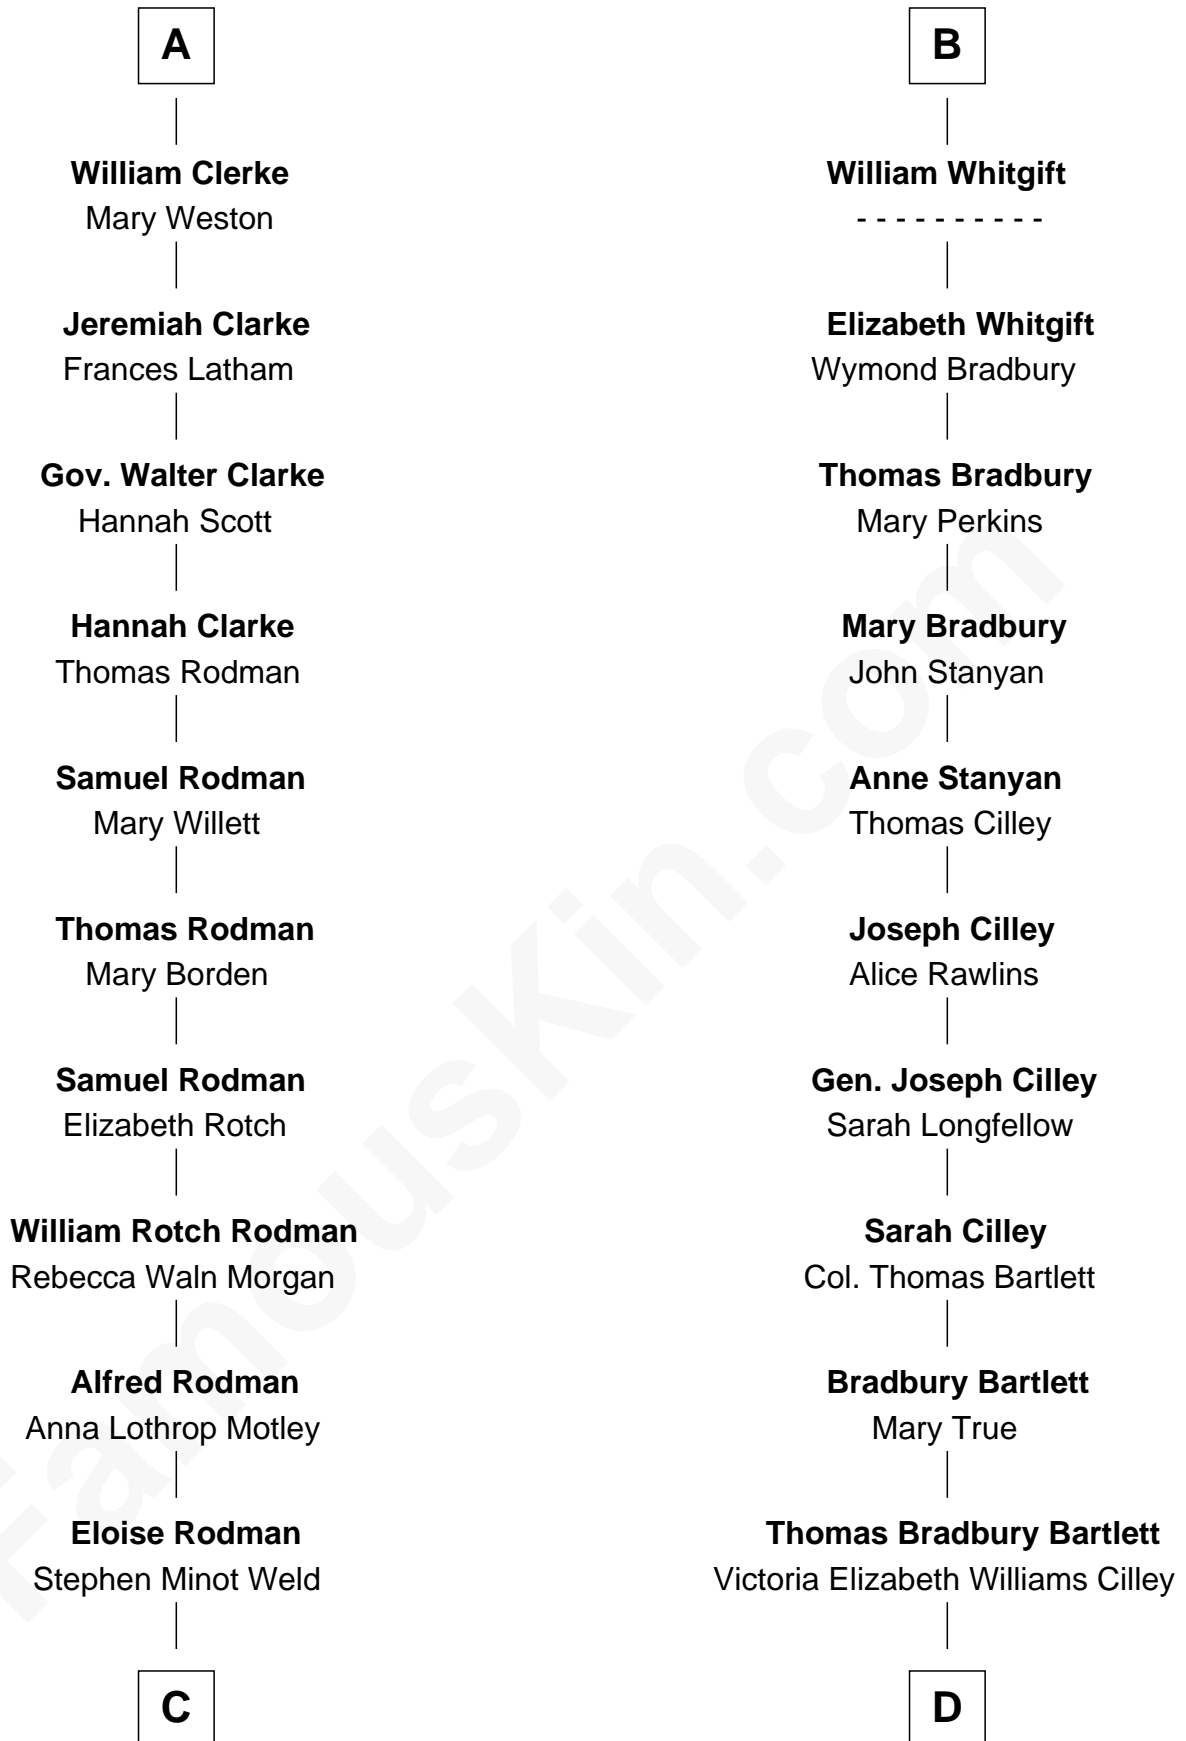 A
William Clerke
Mary Weston
Jeremiah Clarke
Frances Latham
Gov. Walter Clarke
Hannah Scott
Hannah Clarke
Thomas Rodman
Samuel Rodman
Mary Willett
Thomas Rodman
Mary Borden
Samuel Rodman
Elizabeth Rotch
William Rotch Rodman
Rebecca Waln Morgan
Alfred Rodman
Anna Lothrop Motley
Eloise Rodman
Stephen Minot Weld
C
B
William Whitgift
- - - - - - - - - -
Elizabeth Whitgift
Wymond Bradbury
Thomas Bradbury
Mary Perkins
Mary Bradbury
John Stanyan
Anne Stanyan
Thomas Cilley
Joseph Cilley
Alice Rawlins
Gen. Joseph Cilley
Sarah Longfellow
Sarah Cilley
Col. Thomas Bartlett
Bradbury Bartlett
Mary True
Thomas Bradbury Bartlett
Victoria Elizabeth Williams Cilley
D
FamousKin.com